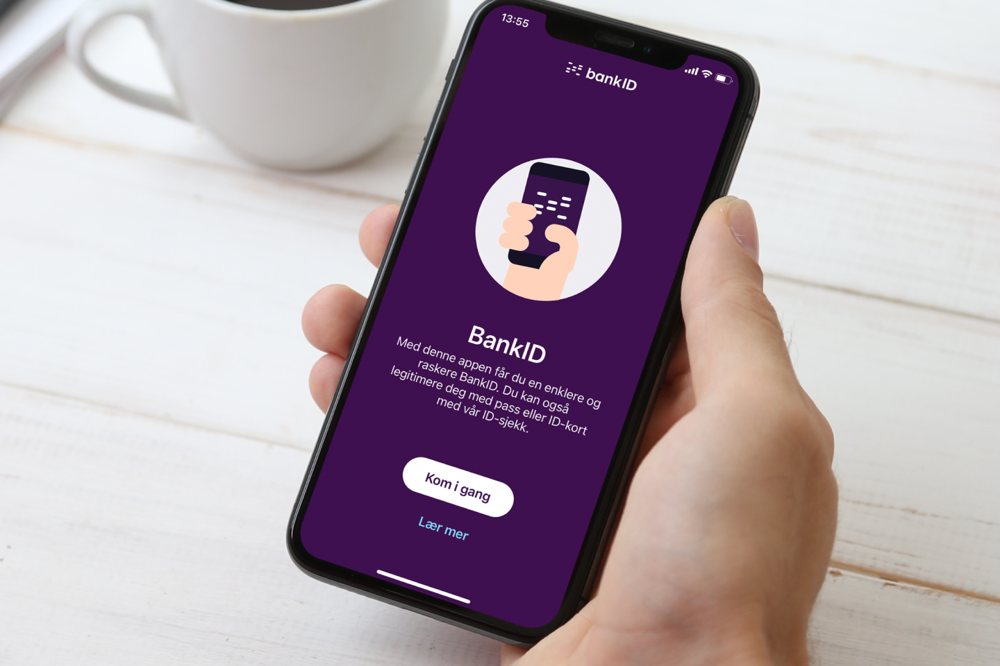 13:55
bankID
BankID
Med denne appen får du en enklere og
raskere BankID. Du kan også
legitimere deg med pass eller ID-kort
med vår ID-sjekk.
Kom i gang
Lær mer